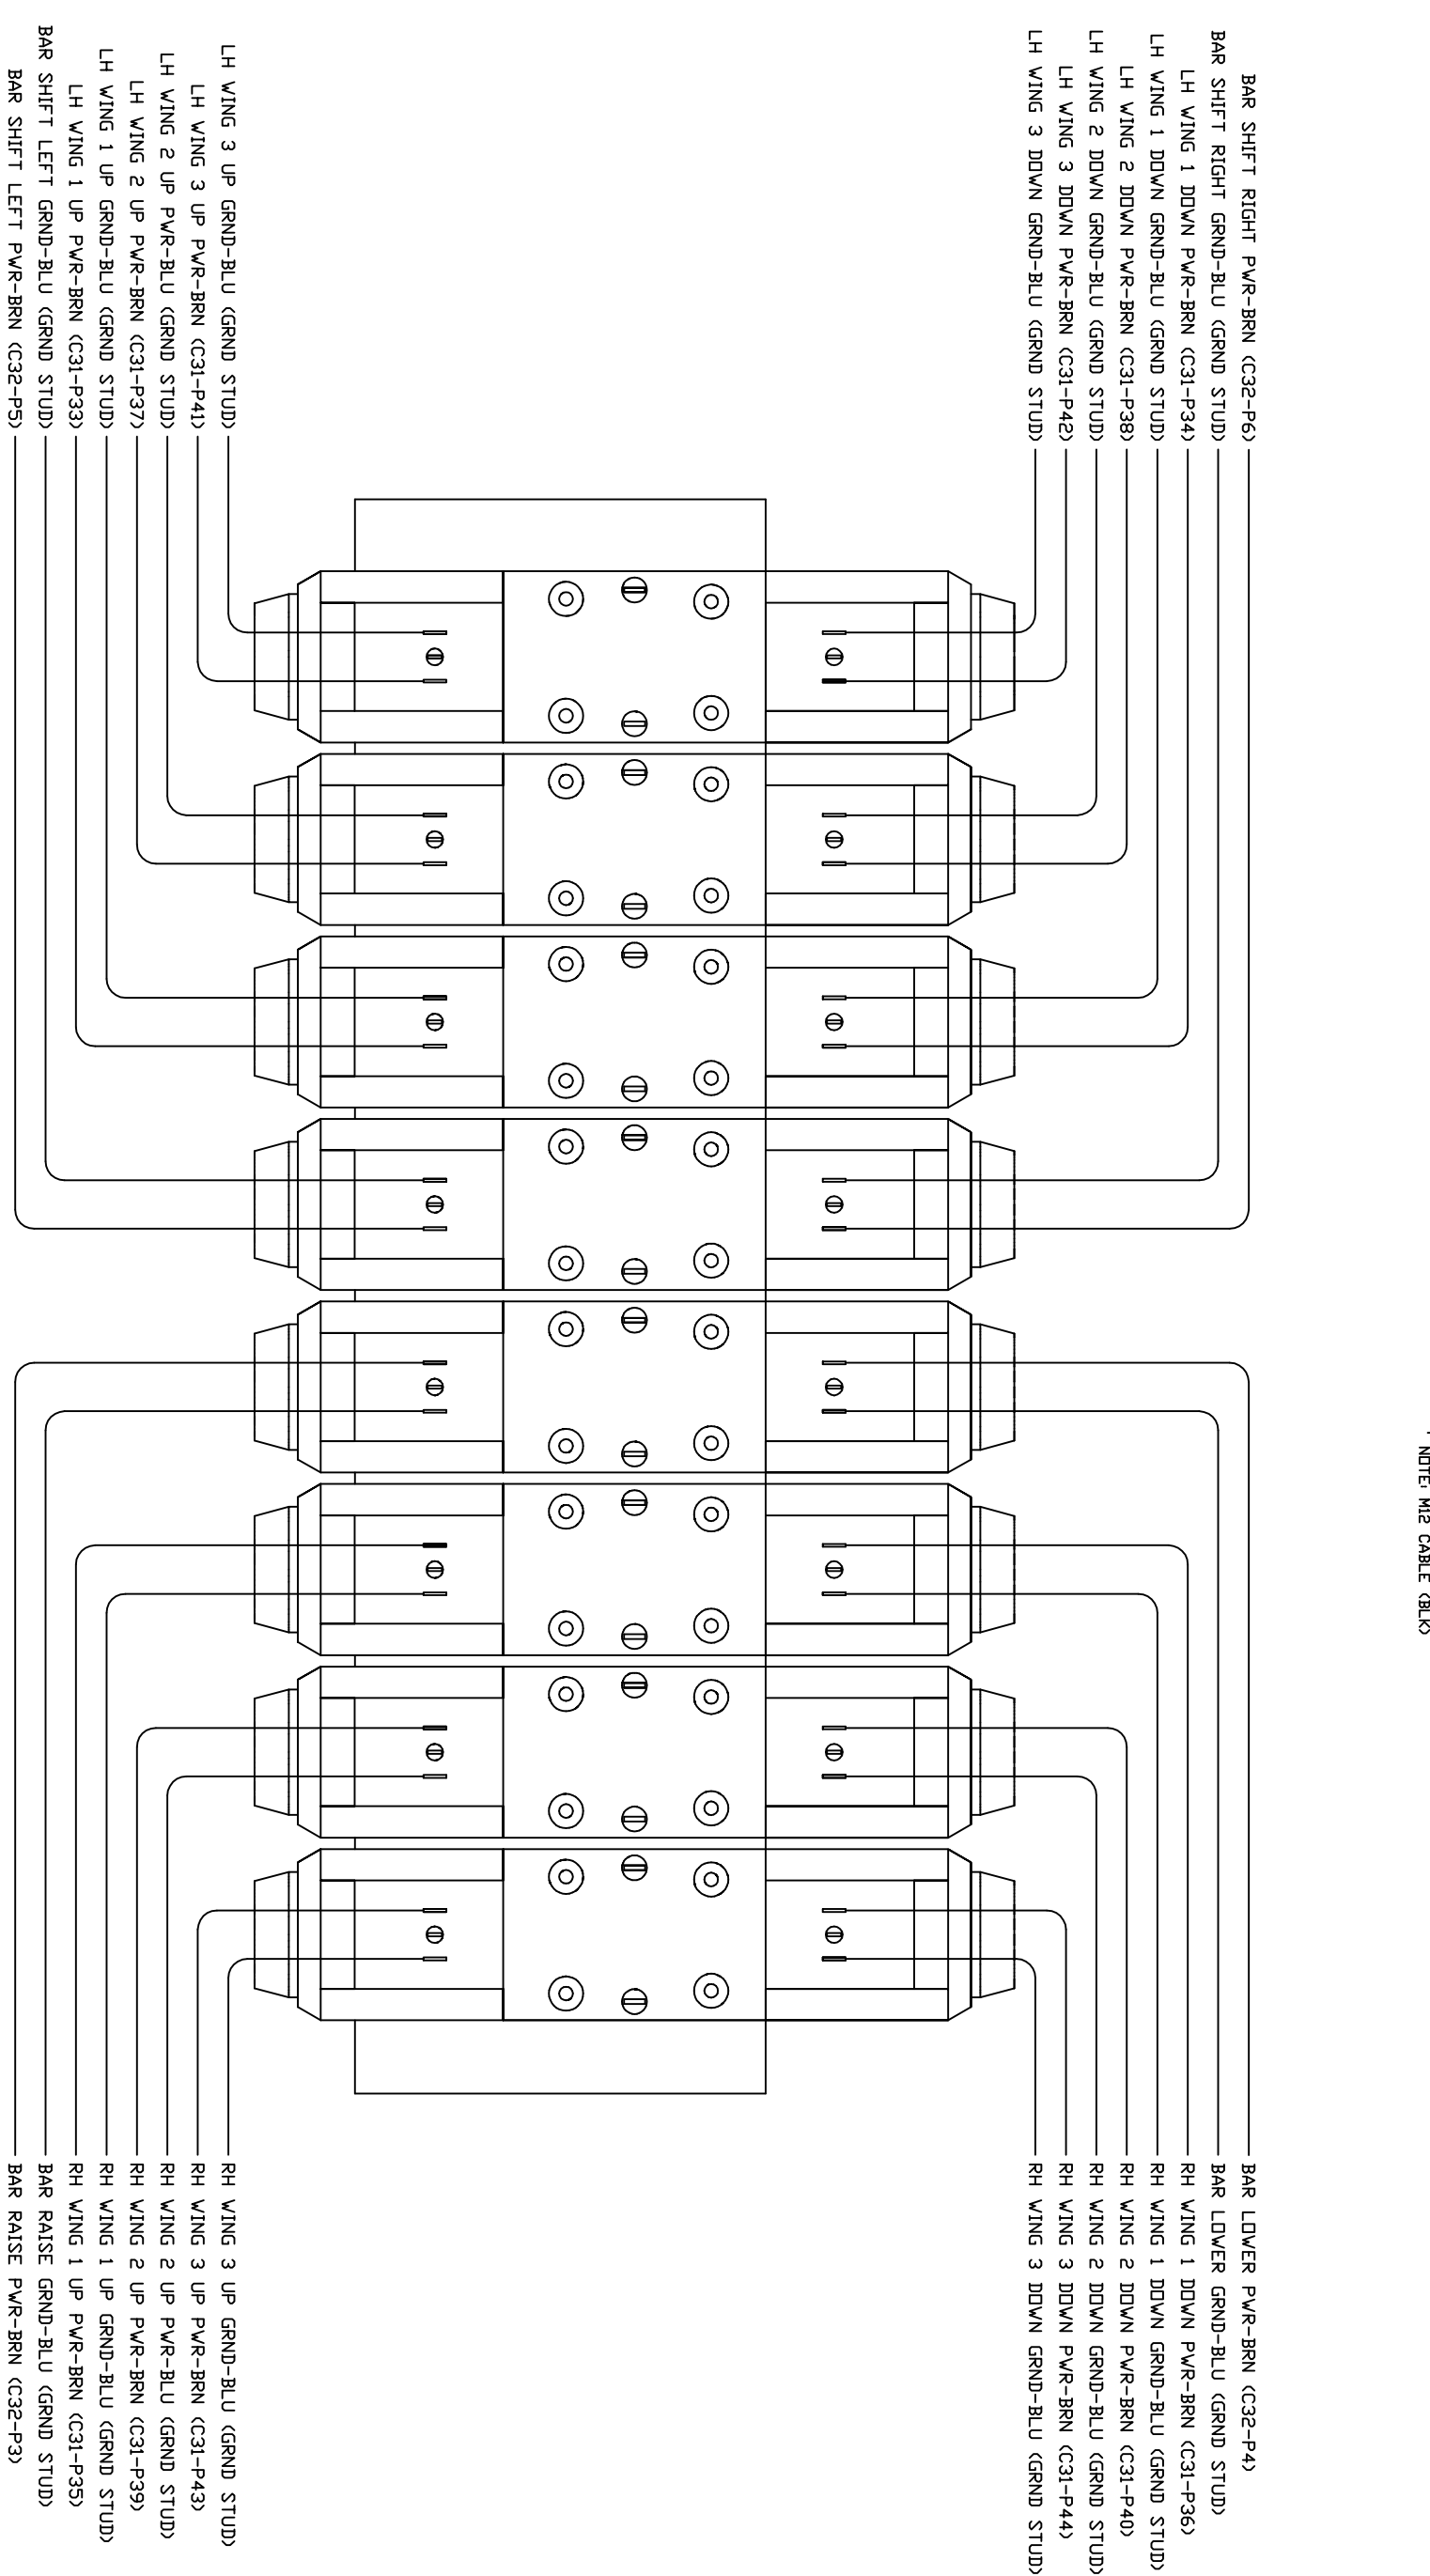 NOTE: M12 CABLE (BLK)
BAR SHIFT RIGHT PWR-BRN (C32-P6)
BAR SHIFT RIGHT GRND-BLU (GRND STUD)
LH WING 1 DOWN PWR-BRN (C31-P34)
LH WING 1 DOWN GRND-BLU (GRND STUD)
LH WING 2 DOWN PWR-BRN (C31-P38)
LH WING 2 DOWN GRND-BLU (GRND STUD)
LH WING 3 DOWN PWR-BRN (C31-P42)
LH WING 3 DOWN GRND-BLU (GRND STUD)
BAR LOWER PWR-BRN (C32-P4)
BAR LOWER GRND-BLU (GRND STUD)
RH WING 1 DOWN PWR-BRN (C31-P36)
RH WING 1 DOWN GRND-BLU (GRND STUD)
RH WING 2 DOWN PWR-BRN (C31-P40)
RH WING 2 DOWN GRND-BLU (GRND STUD)
RH WING 3 DOWN PWR-BRN (C31-P44)
RH WING 3 DOWN GRND-BLU (GRND STUD)
LH WING 3 UP GRND-BLU (GRND STUD)
LH WING 3 UP PWR-BRN (C31-P41)
LH WING 2 UP PWR-BLU (GRND STUD)
LH WING 2 UP PWR-BRN (C31-P37)
LH WING 1 UP GRND-BLU (GRND STUD)
LH WING 1 UP PWR-BRN (C31-P33)
BAR SHIFT LEFT GRND-BLU (GRND STUD)
BAR SHIFT LEFT PWR-BRN (C32-P5)
RH WING 3 UP GRND-BLU (GRND STUD)
RH WING 3 UP PWR-BRN (C31-P43)
RH WING 2 UP PWR-BLU (GRND STUD)
RH WING 2 UP PWR-BRN (C31-P39)
RH WING 1 UP GRND-BLU (GRND STUD)
RH WING 1 UP PWR-BRN (C31-P35)
BAR RAISE GRND-BLU (GRND STUD)
BAR RAISE PWR-BRN (C32-P3)